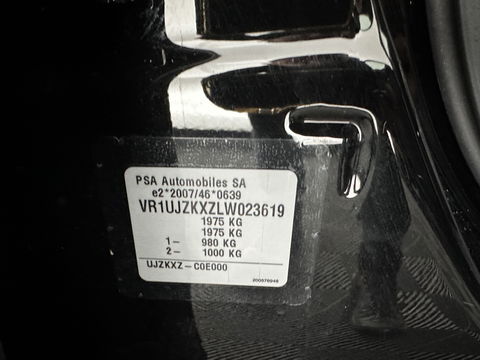 PSA Automobiles SA
e2*2007/46*0639
VR1UJZKXZLW023619
1975 KG
1975 KG
1– 980 KG
2– 1000 KG
UJZKXZ–C0E000